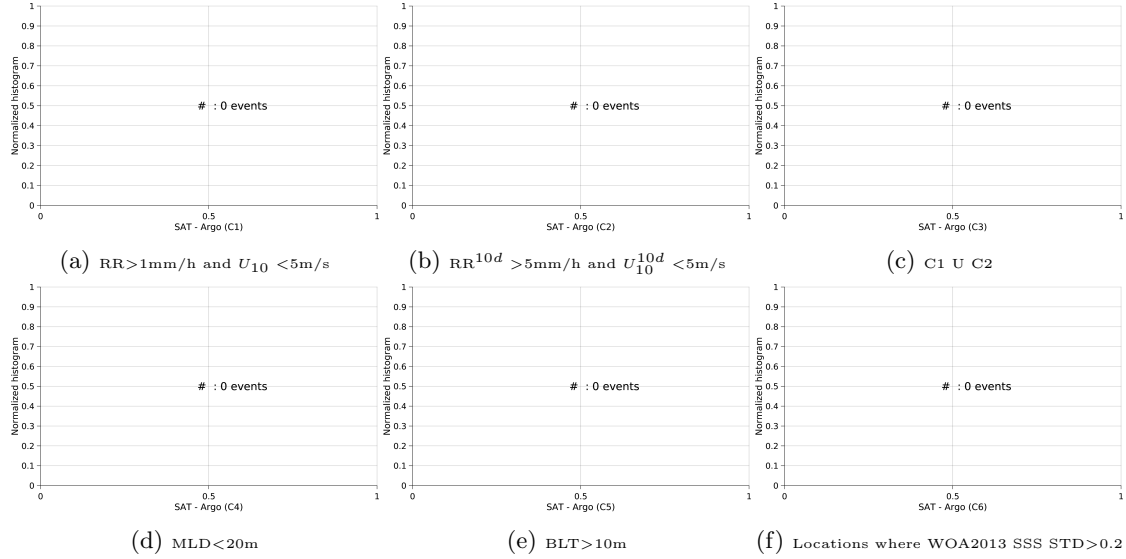 1
0.9
0.8
0.7
0.6
0.5
0.4
0.3
0.2
0.1
0
Normalized histogram
# : 0 events
0 0.5 1
SAT - Argo (C1)
(a) RR>1mm/h and U10 <5m/s
1
0.9
0.8
0.7
0.6
0.5
0.4
0.3
0.2
0.1
0
Normalized histogram
# : 0 events
0 0.5 1
SAT - Argo (C2)
(b) RR^10d >5mm/h and U10^10d <5m/s
1
0.9
0.8
0.7
0.6
0.5
0.4
0.3
0.2
0.1
0
Normalized histogram
# : 0 events
0 0.5 1
SAT - Argo (C3)
(c) C1 U C2
1
0.9
0.8
0.7
0.6
0.5
0.4
0.3
0.2
0.1
0
Normalized histogram
# : 0 events
0 0.5 1
SAT - Argo (C4)
(d) MLD<20m
1
0.9
0.8
0.7
0.6
0.5
0.4
0.3
0.2
0.1
0
Normalized histogram
# : 0 events
0 0.5 1
SAT - Argo (C5)
(e) BLT>10m
1
0.9
0.8
0.7
0.6
0.5
0.4
0.3
0.2
0.1
0
Normalized histogram
# : 0 events
0 0.5 1
SAT - Argo (C6)
(f) Locations where WOA2013 SSS STD>0.2